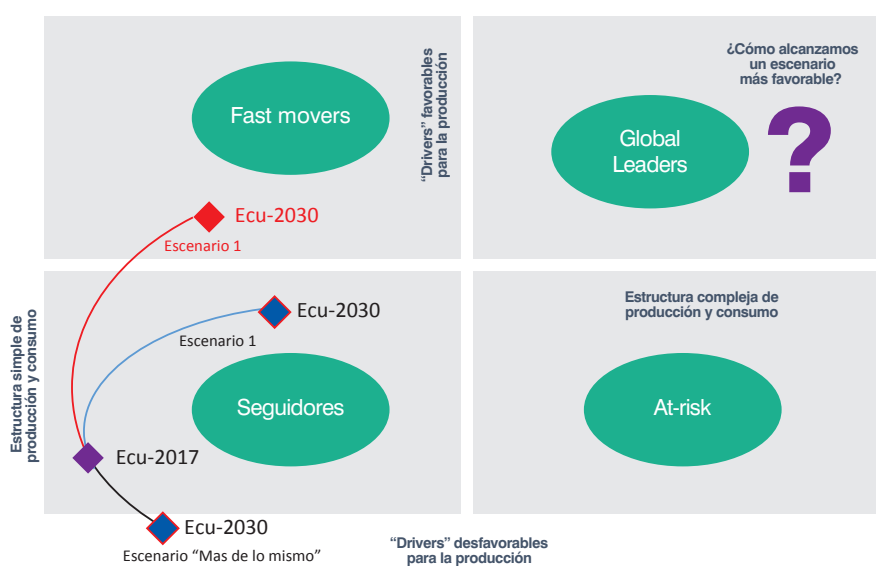 Fast movers
"Drivers" favorables
para la producción
¿Cómo alcanzamos
un escenario
más favorable?
Global
Leaders
?
Ecu-2030
Escenario 1
Estructura simple de
producción y consumo
Ecu-2030
Escenario 1
Seguidores
Ecu-2017
Estructura compleja de
producción y consumo
At-risk
Ecu-2030
Escenario "Mas de lo mismo"
"Drivers" desfavorables
para la producción